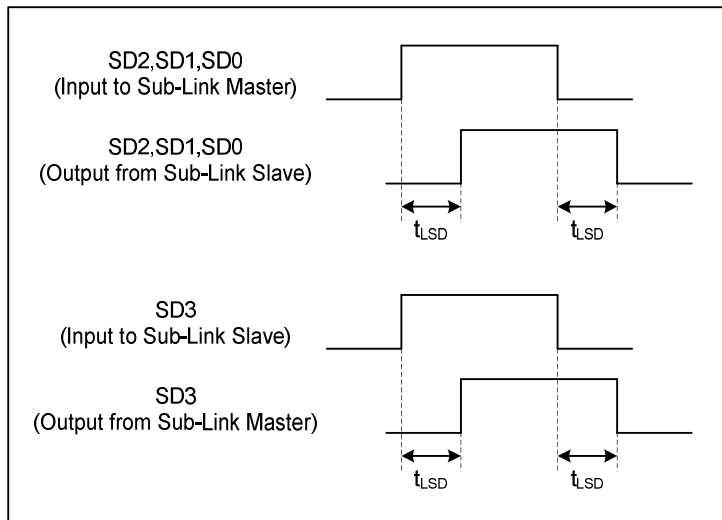 SD2,SD1,SD0
(Input to Sub-Link Master)
SD2,SD1,SD0
(Output from Sub-Link Slave)
tLSD
tLSD
SD3
(Input to Sub-Link Slave)
SD3
(Output from Sub-Link Master)
tLSD
tLSD